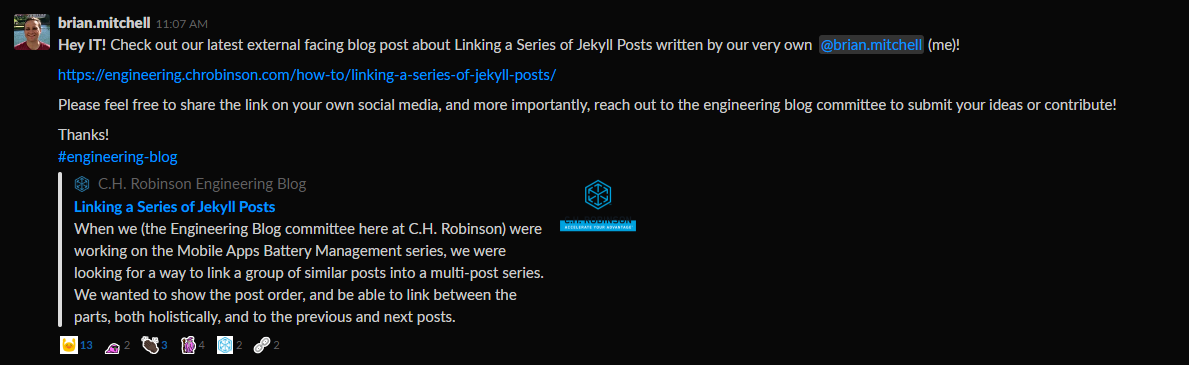 brian.mitchell 11:07 AM
Hey IT! Check out our latest external facing blog post about Linking a Series of Jekyll Posts written by our very own @brian.mitchell (me)!
https://engineering.chrobinson.com/how-to/linking-a-series-of-jekyll-posts/
Please feel free to share the link on your own social media, and more importantly, reach out to the engineering blog committee to submit your ideas or contribute!
Thanks!
#engineering-blog
C.H. Robinson Engineering Blog
Linking a Series of Jekyll Posts
When we (the Engineering Blog committee here at C.H. Robinson) were
working on the Mobile Apps Battery Management series, we were
looking for a way to link a group of similar posts into a multi-post series.
We wanted to show the post order, and be able to link between the
parts, both holistically, and to the previous and next posts.
C.H. ROBINSON
ACCELERATE YOUR ADVANTAGE
13 2 3 4 2 2